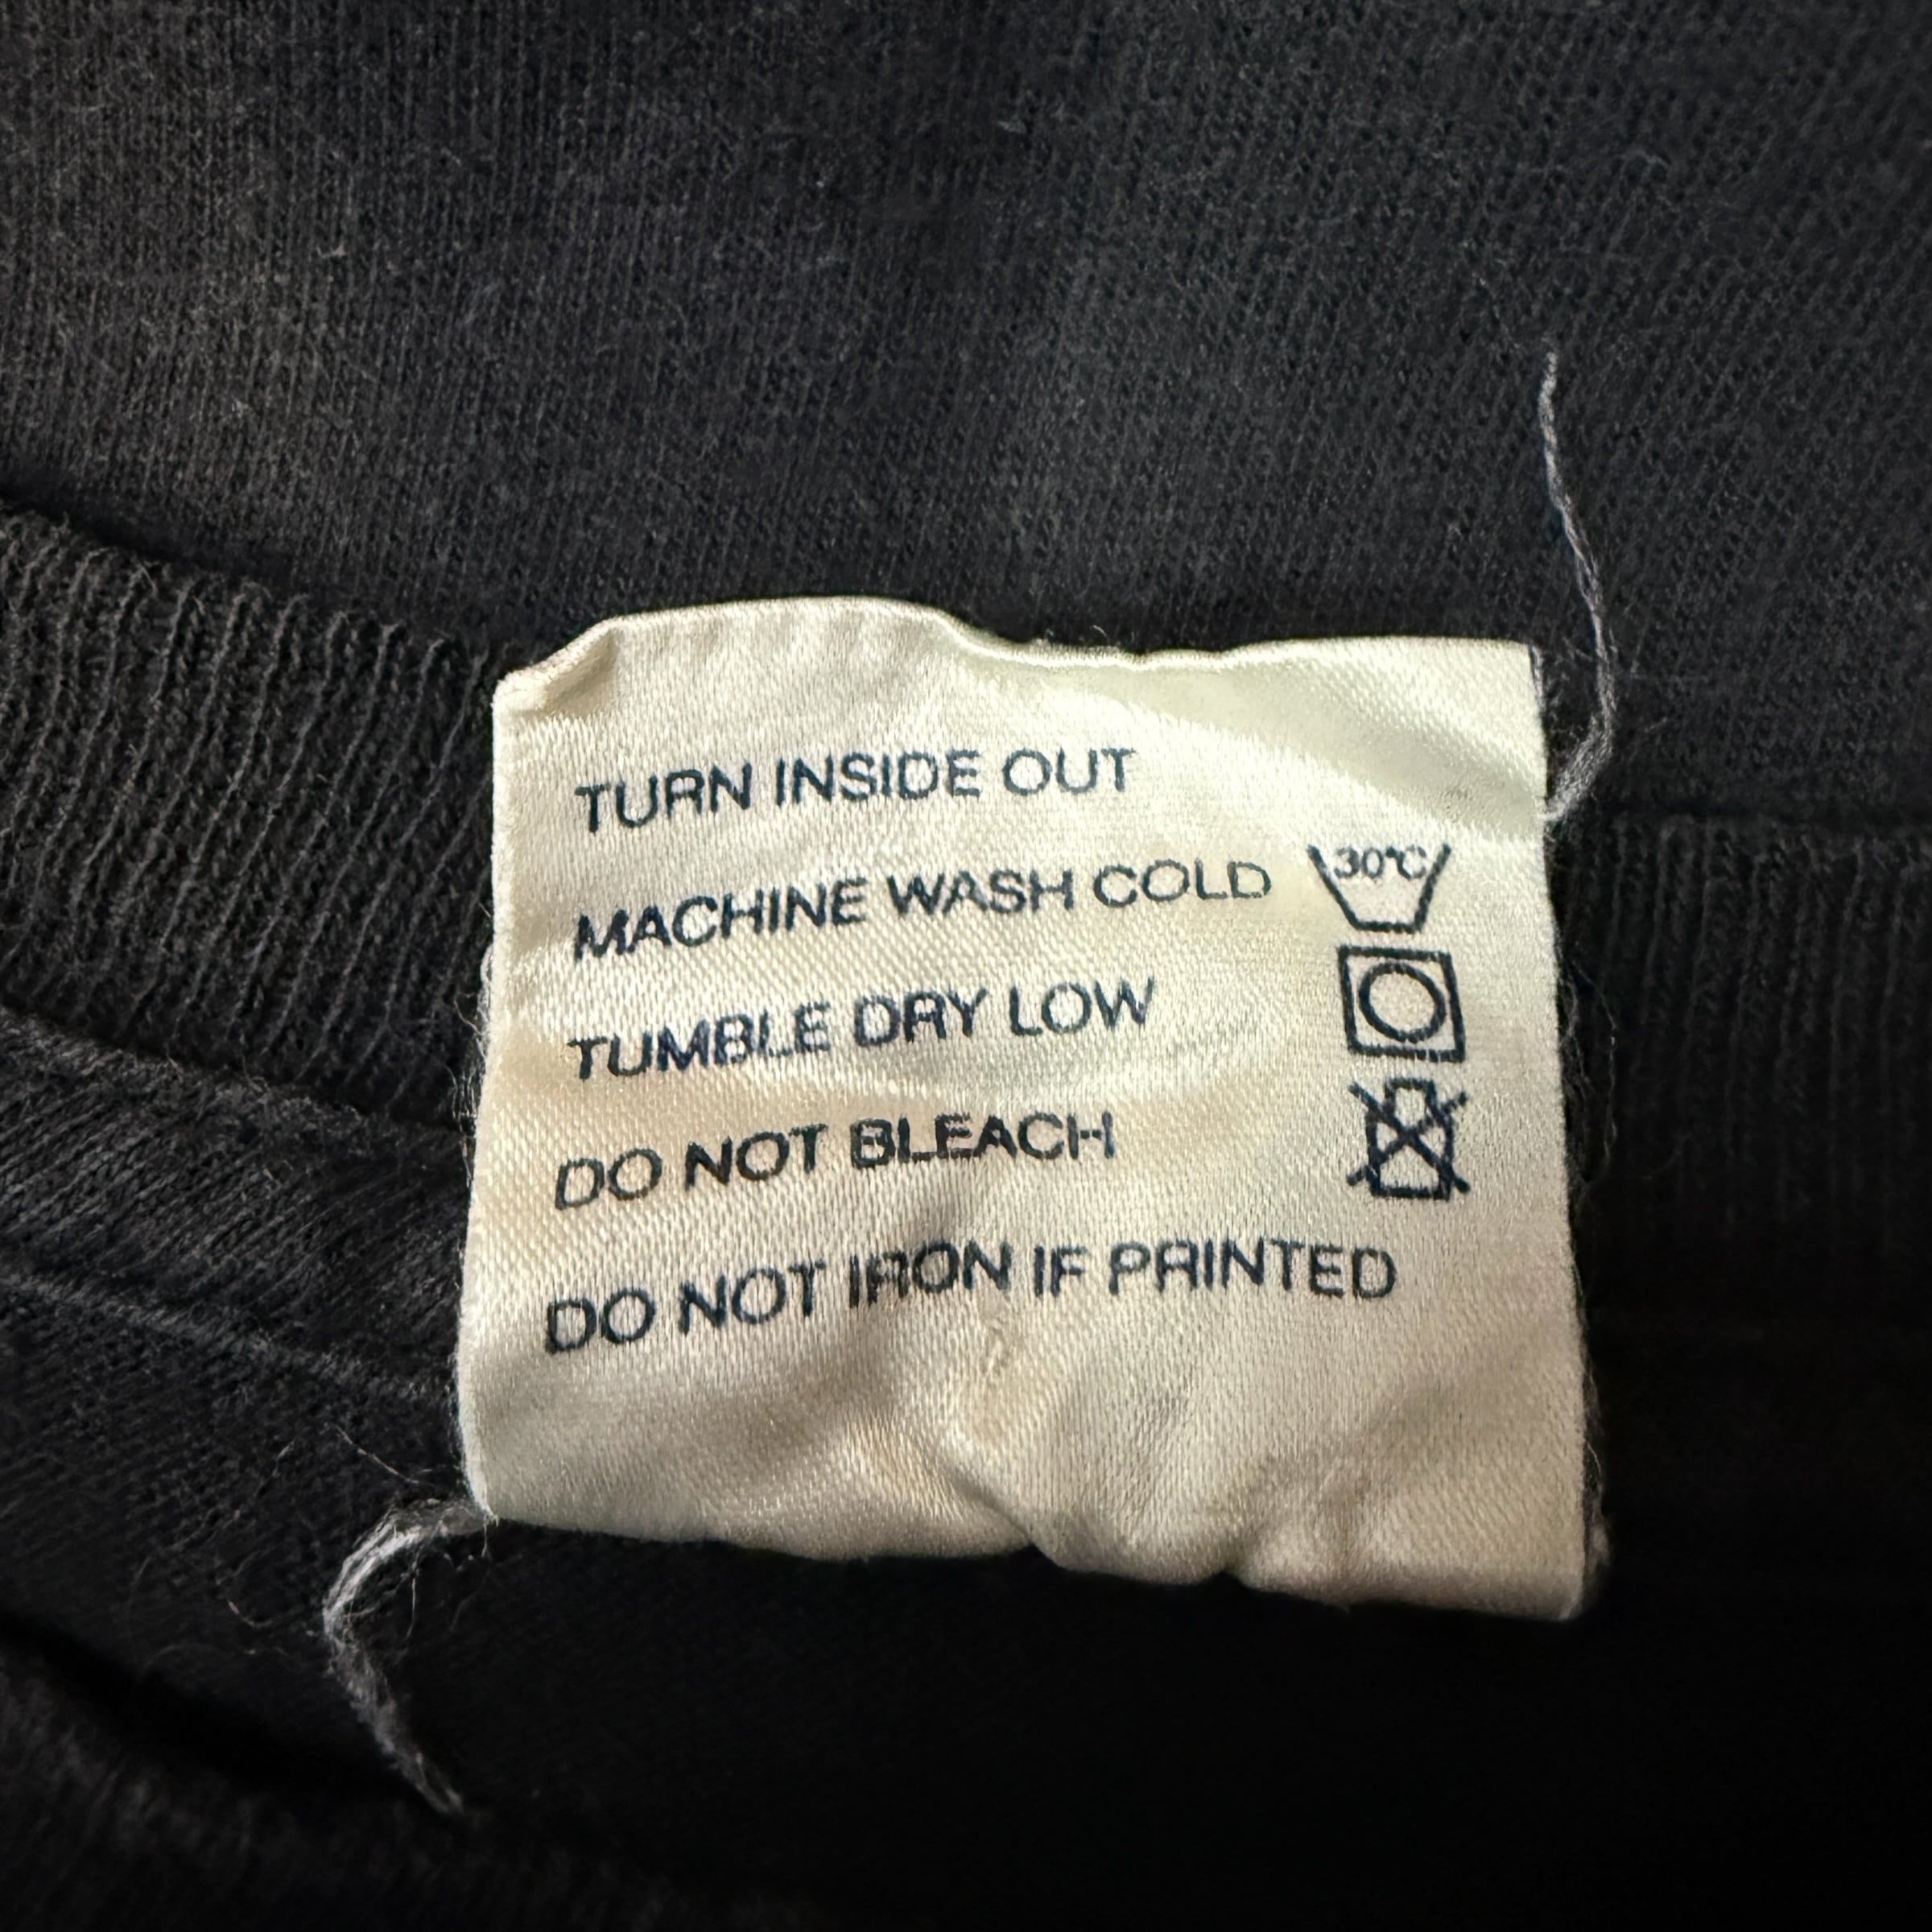 TURN INSIDE OUT
MACHINE WASH COLD 30°C
TUMBLE DRY LOW
DO NOT BLEACH
DO NOT IRON IF PRINTED